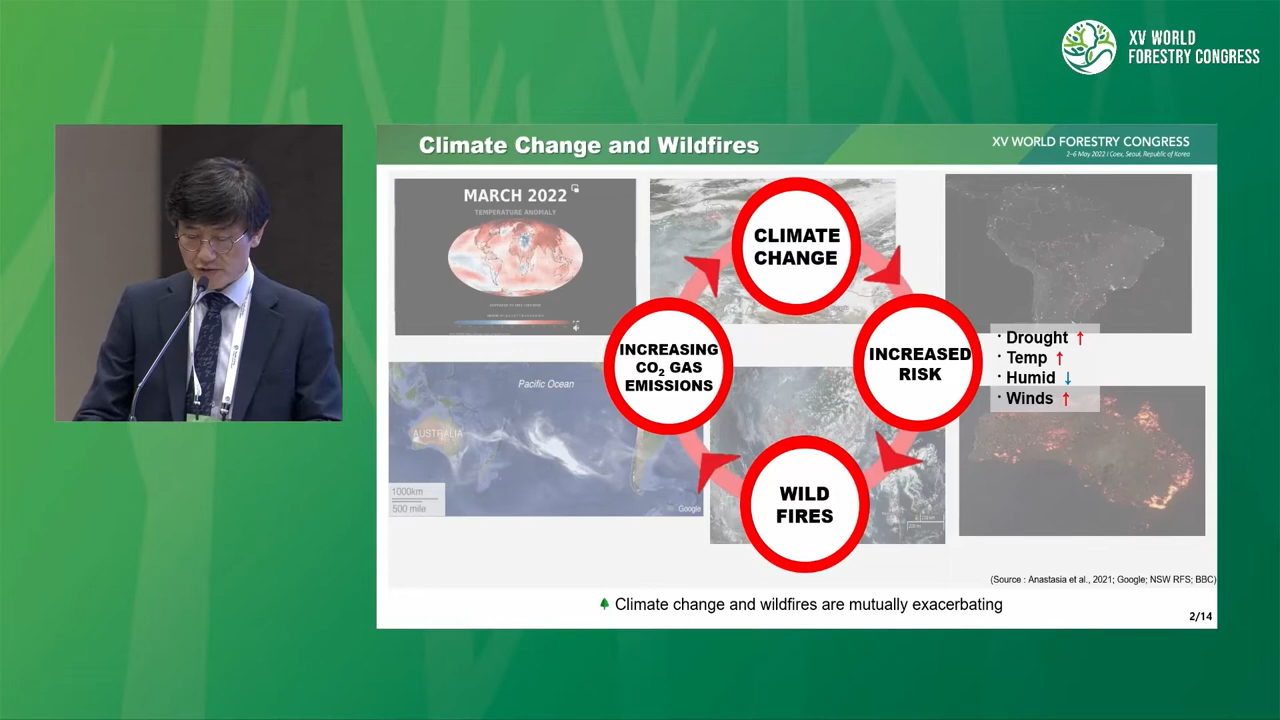 XV WORLD
FORESTRY CONGRESS
Climate Change and Wildfires
XV WORLD FORESTRY CONGRESS
2-6 May 2022 | Coex, Seoul, Republic of Korea
MARCH 2022
TEMPERATURE ANOMALY
CLIMATE
CHANGE
INCREASING
CO₂ GAS
EMISSIONS
INCREASED
RISK
· Drought ↑
· Temp ↑
· Humid ↓
· Winds ↑
Pacific Ocean
AUSTRALIA
1000km
500 mile
Google
WILD
FIRES
(Source : Anastasia et al., 2021; Google; NSW RFS; BBC)
Climate change and wildfires are mutually exacerbating
2/14